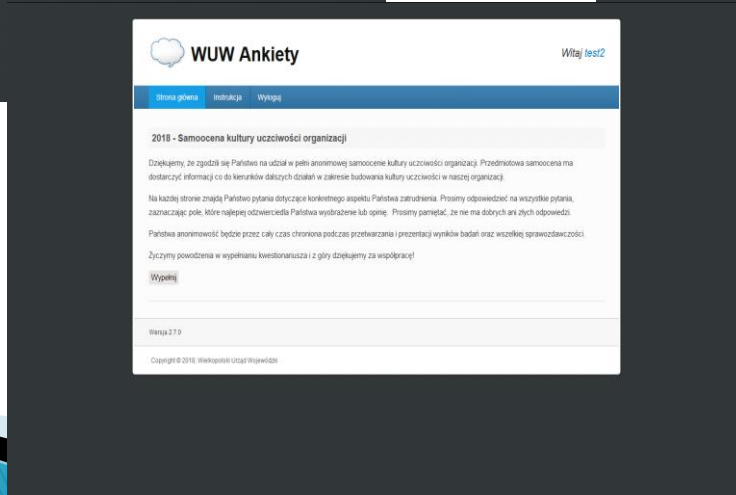 WUW Ankiety
Witaj test2
Strona główna Instrukcja Wyloguj
2018 - Samoocena kultury uczciwości organizacji
Dziękujemy, że zgodzili się Państwo na udział w pełni anonimowej samoocenie kultury uczciwości organizacji. Przedmiotowa samoocena ma
dostarczyć informacji co do kierunków dalszych działań w zakresie budowania kultury uczciwości w naszej organizacji.
Na każdej stronie znajdą Państwo pytania dotyczące konkretnego aspektu Państwa zatrudnienia. Prosimy odpowiedzieć na wszystkie pytania,
zaznaczając pole, które najlepiej odzwierciedla Państwa wyobrażenie lub opinię. Prosimy pamiętać, że nie ma dobrych ani złych odpowiedzi.
Państwa anonimowość będzie przez cały czas chroniona podczas przetwarzania i prezentacji wyników badań oraz wszelkiej sprawozdawczości.
Życzymy powodzenia w wypełnianiu kwestionariusza i z góry dziękujemy za współpracę!
Wypełnij
Wersja 2.7.0
Copyright © 2018, Wielkopolski Urząd Wojewódzki